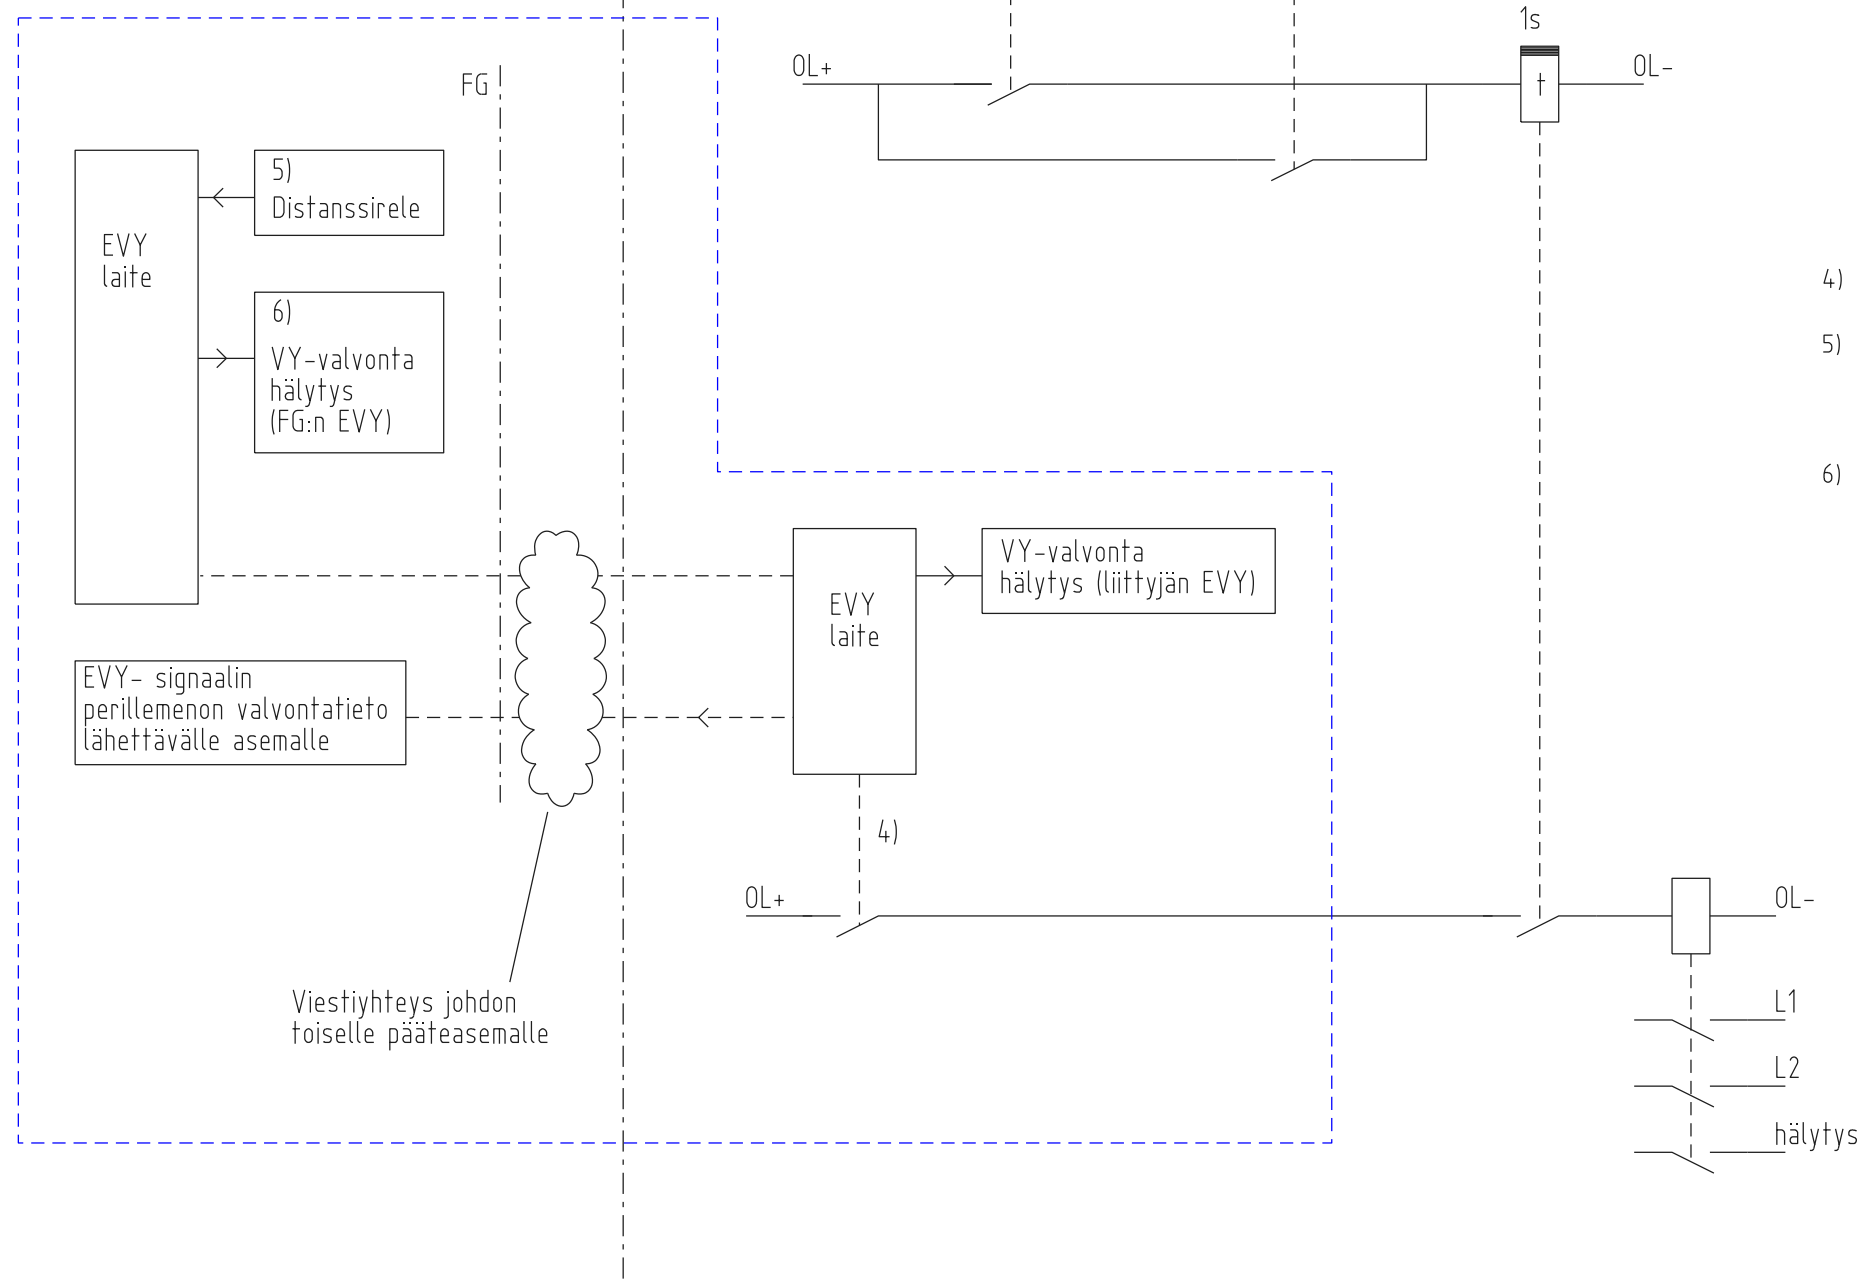 1s
OL+
OL-
t
FG
5)
Distanssirele
EVY
laite
6)
VY-valvonta
hälytys
(FG:n EVY)
4)
5)
6)
VY-valvonta
hälytys (liittyjän EVY)
EVY
laite
EVY- signaalin
perillemenon valvontatieto
lähettävälle asemalle
4)
OL+
OL-
Viestiyhteys johdon
toiselle pääteasemalle
L1
L2
hälytys